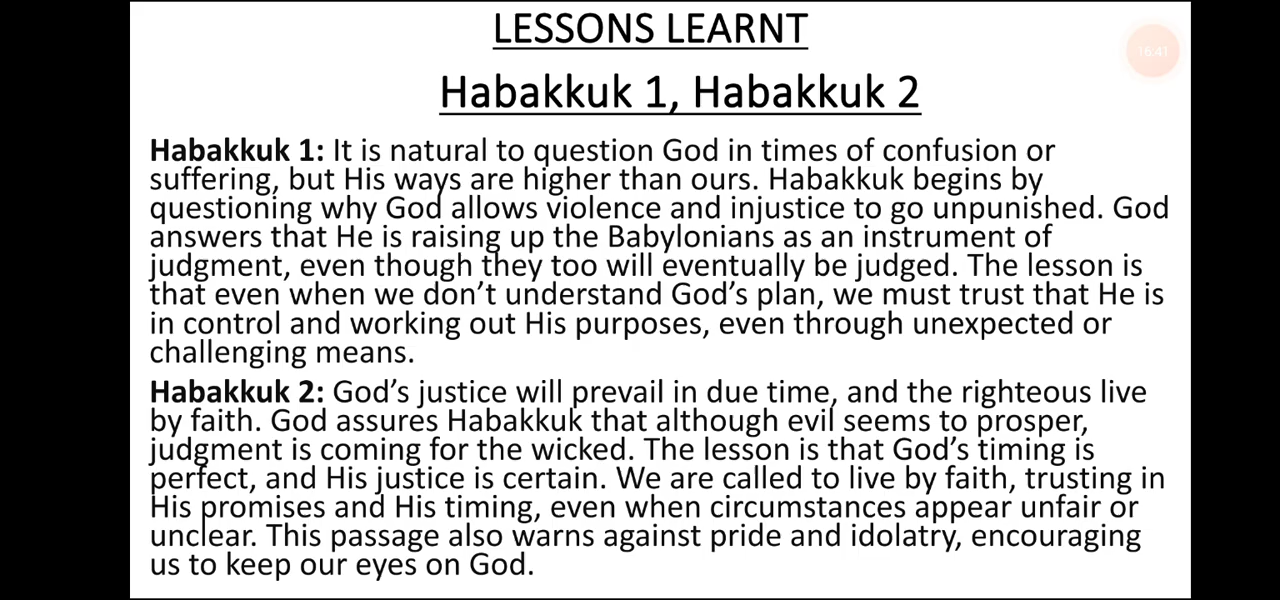 LESSONS LEARNT
16:41
Habakkuk 1, Habakkuk 2
Habakkuk 1: It is natural to question God in times of confusion or
suffering, but His ways are higher than ours. Habakkuk begins by
questioning why God allows violence and injustice to go unpunished. God
answers that He is raising up the Babylonians as an instrument of
judgment, even though they too will eventually be judged. The lesson is
that even when we don’t understand God’s plan, we must trust that He is
in control and working out His purposes, even through unexpected or
challenging means.
Habakkuk 2: God’s justice will prevail in due time, and the righteous live
by faith. God assures Habakkuk that although evil seems to prosper,
judgment is coming for the wicked. The lesson is that God’s timing is
perfect, and His justice is certain. We are called to live by faith, trusting in
His promises and His timing, even when circumstances appear unfair or
unclear. This passage also warns against pride and idolatry, encouraging
us to keep our eyes on God.